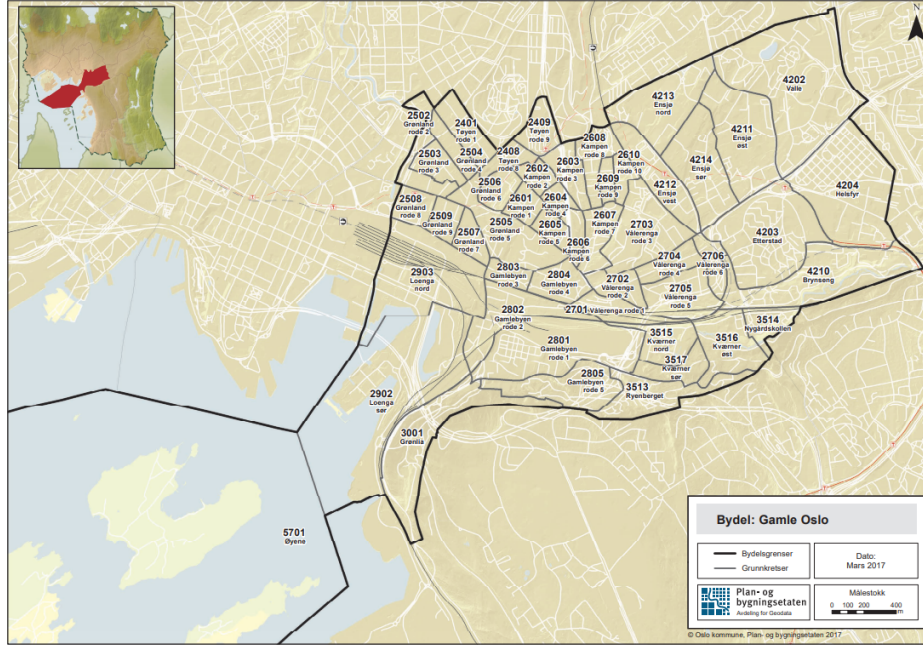 N
4202
Valle
4213
Ensjø
nord
2502
Grønland
rode 2
2401
Tøyen
rode 1
2409
Tøyen
rode 9
4211
Ensjø
øst
2608
Kampen
rode 8
2503
Grønland
rode 3
2504
Grønland
rode 4
2408
Tøyen
rode 8
2603
Kampen
rode 3
2610
Kampen
rode 10
4214
Ensjø
sør
2602
Kampen
rode 2
2609
Kampen
rode 9
4212
Ensjø
vest
4204
Helsfyr
2506
Grønland
rode 6
2508
Grønland
rode 8
2601
Kampen
rode 1
2604
Kampen
rode 4
2509
Grønland
rode 9
2505
Grønland
rode 5
2605
Kampen
rode 5
2607
Kampen
rode 7
2703
Vålerenga
rode 3
4203
Etterstad
2507
Grønland
rode 7
2606
Kampen
rode 6
2704
Vålerenga
rode 4
2706
Vålerenga
rode 6
2903
Loenga
nord
2803
Gamlebyen
rode 3
2804
Gamlebyen
rode 4
2702
Vålerenga
rode 2
2705
Vålerenga
rode 5
4210
Brynseng
2802
Gamlebyen
rode 2
2701 Vålerenga rode 1
3514
Nygårdskollen
2801
Gamlebyen
rode 1
3515
Kværner
nord
3516
Kværner
øst
3517
Kværner
sør
2805
Gamlebyen
rode 5
3513
Ryenberget
2902
Loenga
sør
3001
Grønlia
5701
Øyene
Bydel: Gamle Oslo
Bydelsgrenser
Grunnkretser
Dato:
Mars 2017
Plan- og
bygningsetaten
Avdeling for Geodata
Målestokk
0 100 200 400
m
© Oslo kommune, Plan- og bygningsetaten 2017